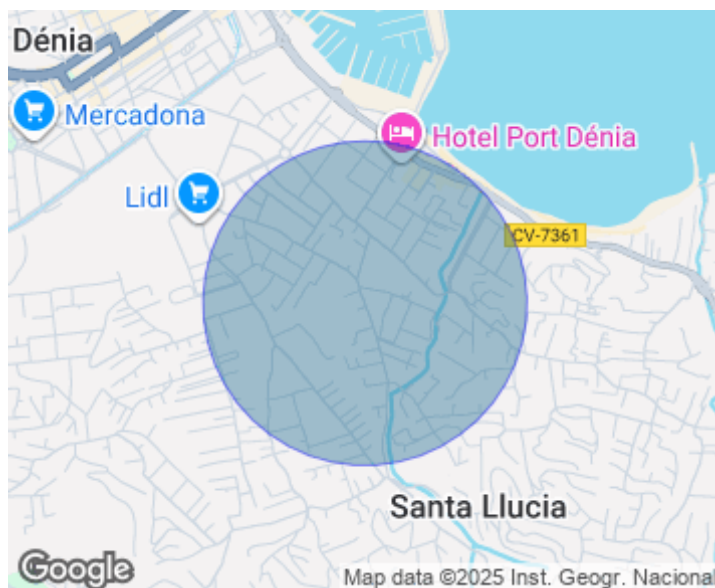 Dénia
Mercadona
Hotel Port Dénia
Lidl
CV-7361
Santa Llucia
Google
Map data ©2025 Inst. Geogr. Nacional